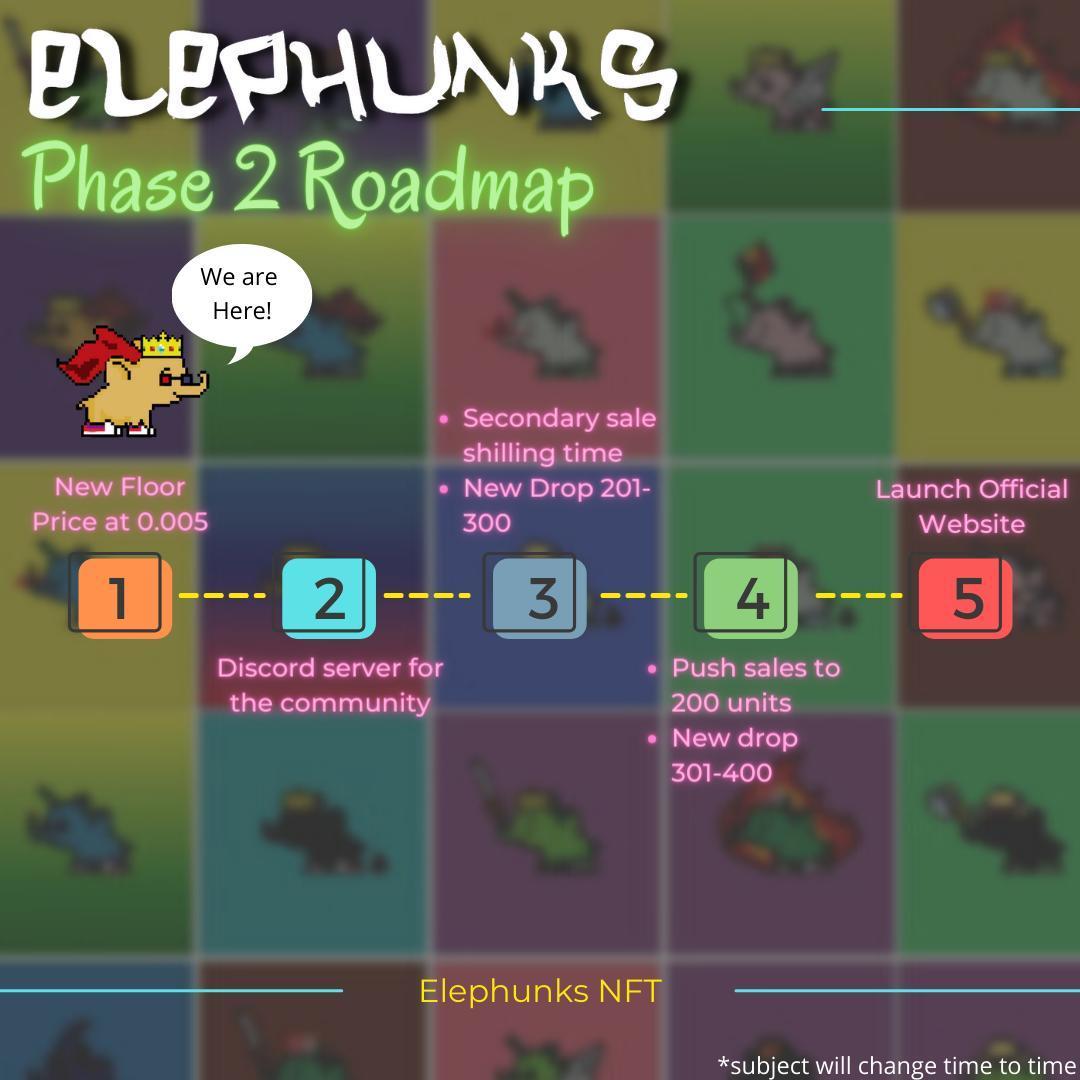 ELEPHUNKS
Phase 2 Roadmap
We are
Here!
New Floor
Price at 0.005
• Secondary sale
shilling time
• New Drop 201-
300
Launch Official
Website
1
2
3
4
5
Discord server for
the community
• Push sales to
200 units
• New drop
301-400
Elephunks NFT
*subject will change time to time